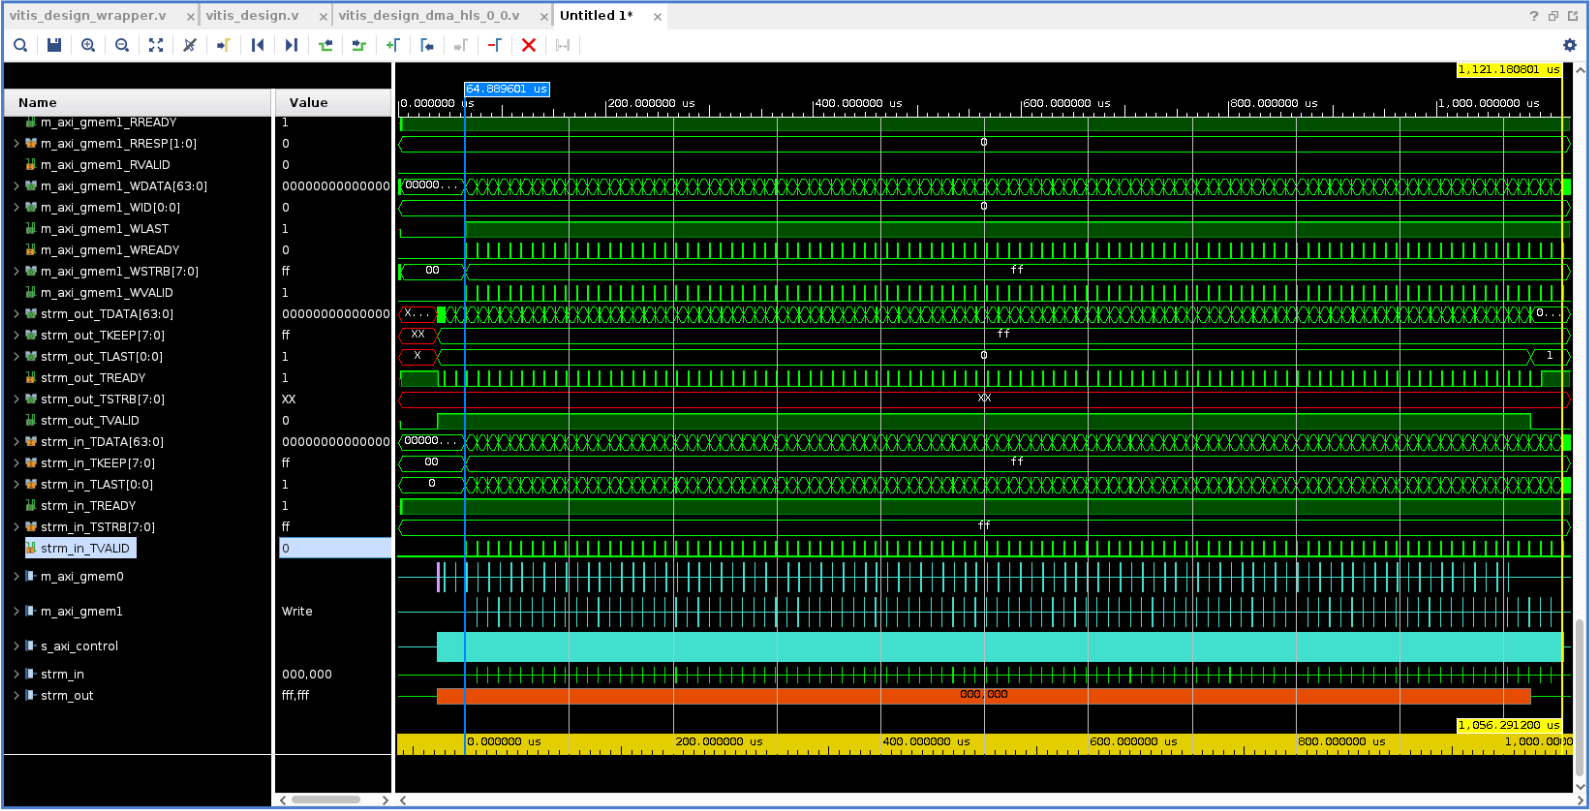 vitis_design_wrapper.v × vitis_design.v × vitis_design_dma_hls_0_0.v × Untitled 1* ×
1,121.180801 us
64.889601 us
Name Value
0.000000 us 200.000000 us 400.000000 us 600.000000 us 800.000000 us 1,000.000000 us
m_axi_gmem1_RREADY 1
m_axi_gmem1_RRESP[1:0] 0 0
m_axi_gmem1_RVALID 0
m_axi_gmem1_WDATA[63:0] 00000000000000 00000...
m_axi_gmem1_WID[0:0] 0 0
m_axi_gmem1_WLAST 1
m_axi_gmem1_WREADY 0
m_axi_gmem1_WSTRB[7:0] ff 00 ff
m_axi_gmem1_WVALID 1
strm_out_TDATA[63:0] 00000000000000 X... 0...
strm_out_TKEEP[7:0] ff XX ff
strm_out_TLAST[0:0] 1 X 0 1
strm_out_TREADY 1
strm_out_TSTRB[7:0] XX XX
strm_out_TVALID 0
strm_in_TDATA[63:0] 00000000000000 00000...
strm_in_TKEEP[7:0] ff 00 ff
strm_in_TLAST[0:0] 1 0
strm_in_TREADY 1
strm_in_TSTRB[7:0] ff ff
strm_in_TVALID 0
m_axi_gmem0
m_axi_gmem1 Write
s_axi_control
strm_in 000,000
strm_out fff,fff 000,000
1,056.291200 us
0.000000 us 200.000000 us 400.000000 us 600.000000 us 800.000000 us 1,000.0000